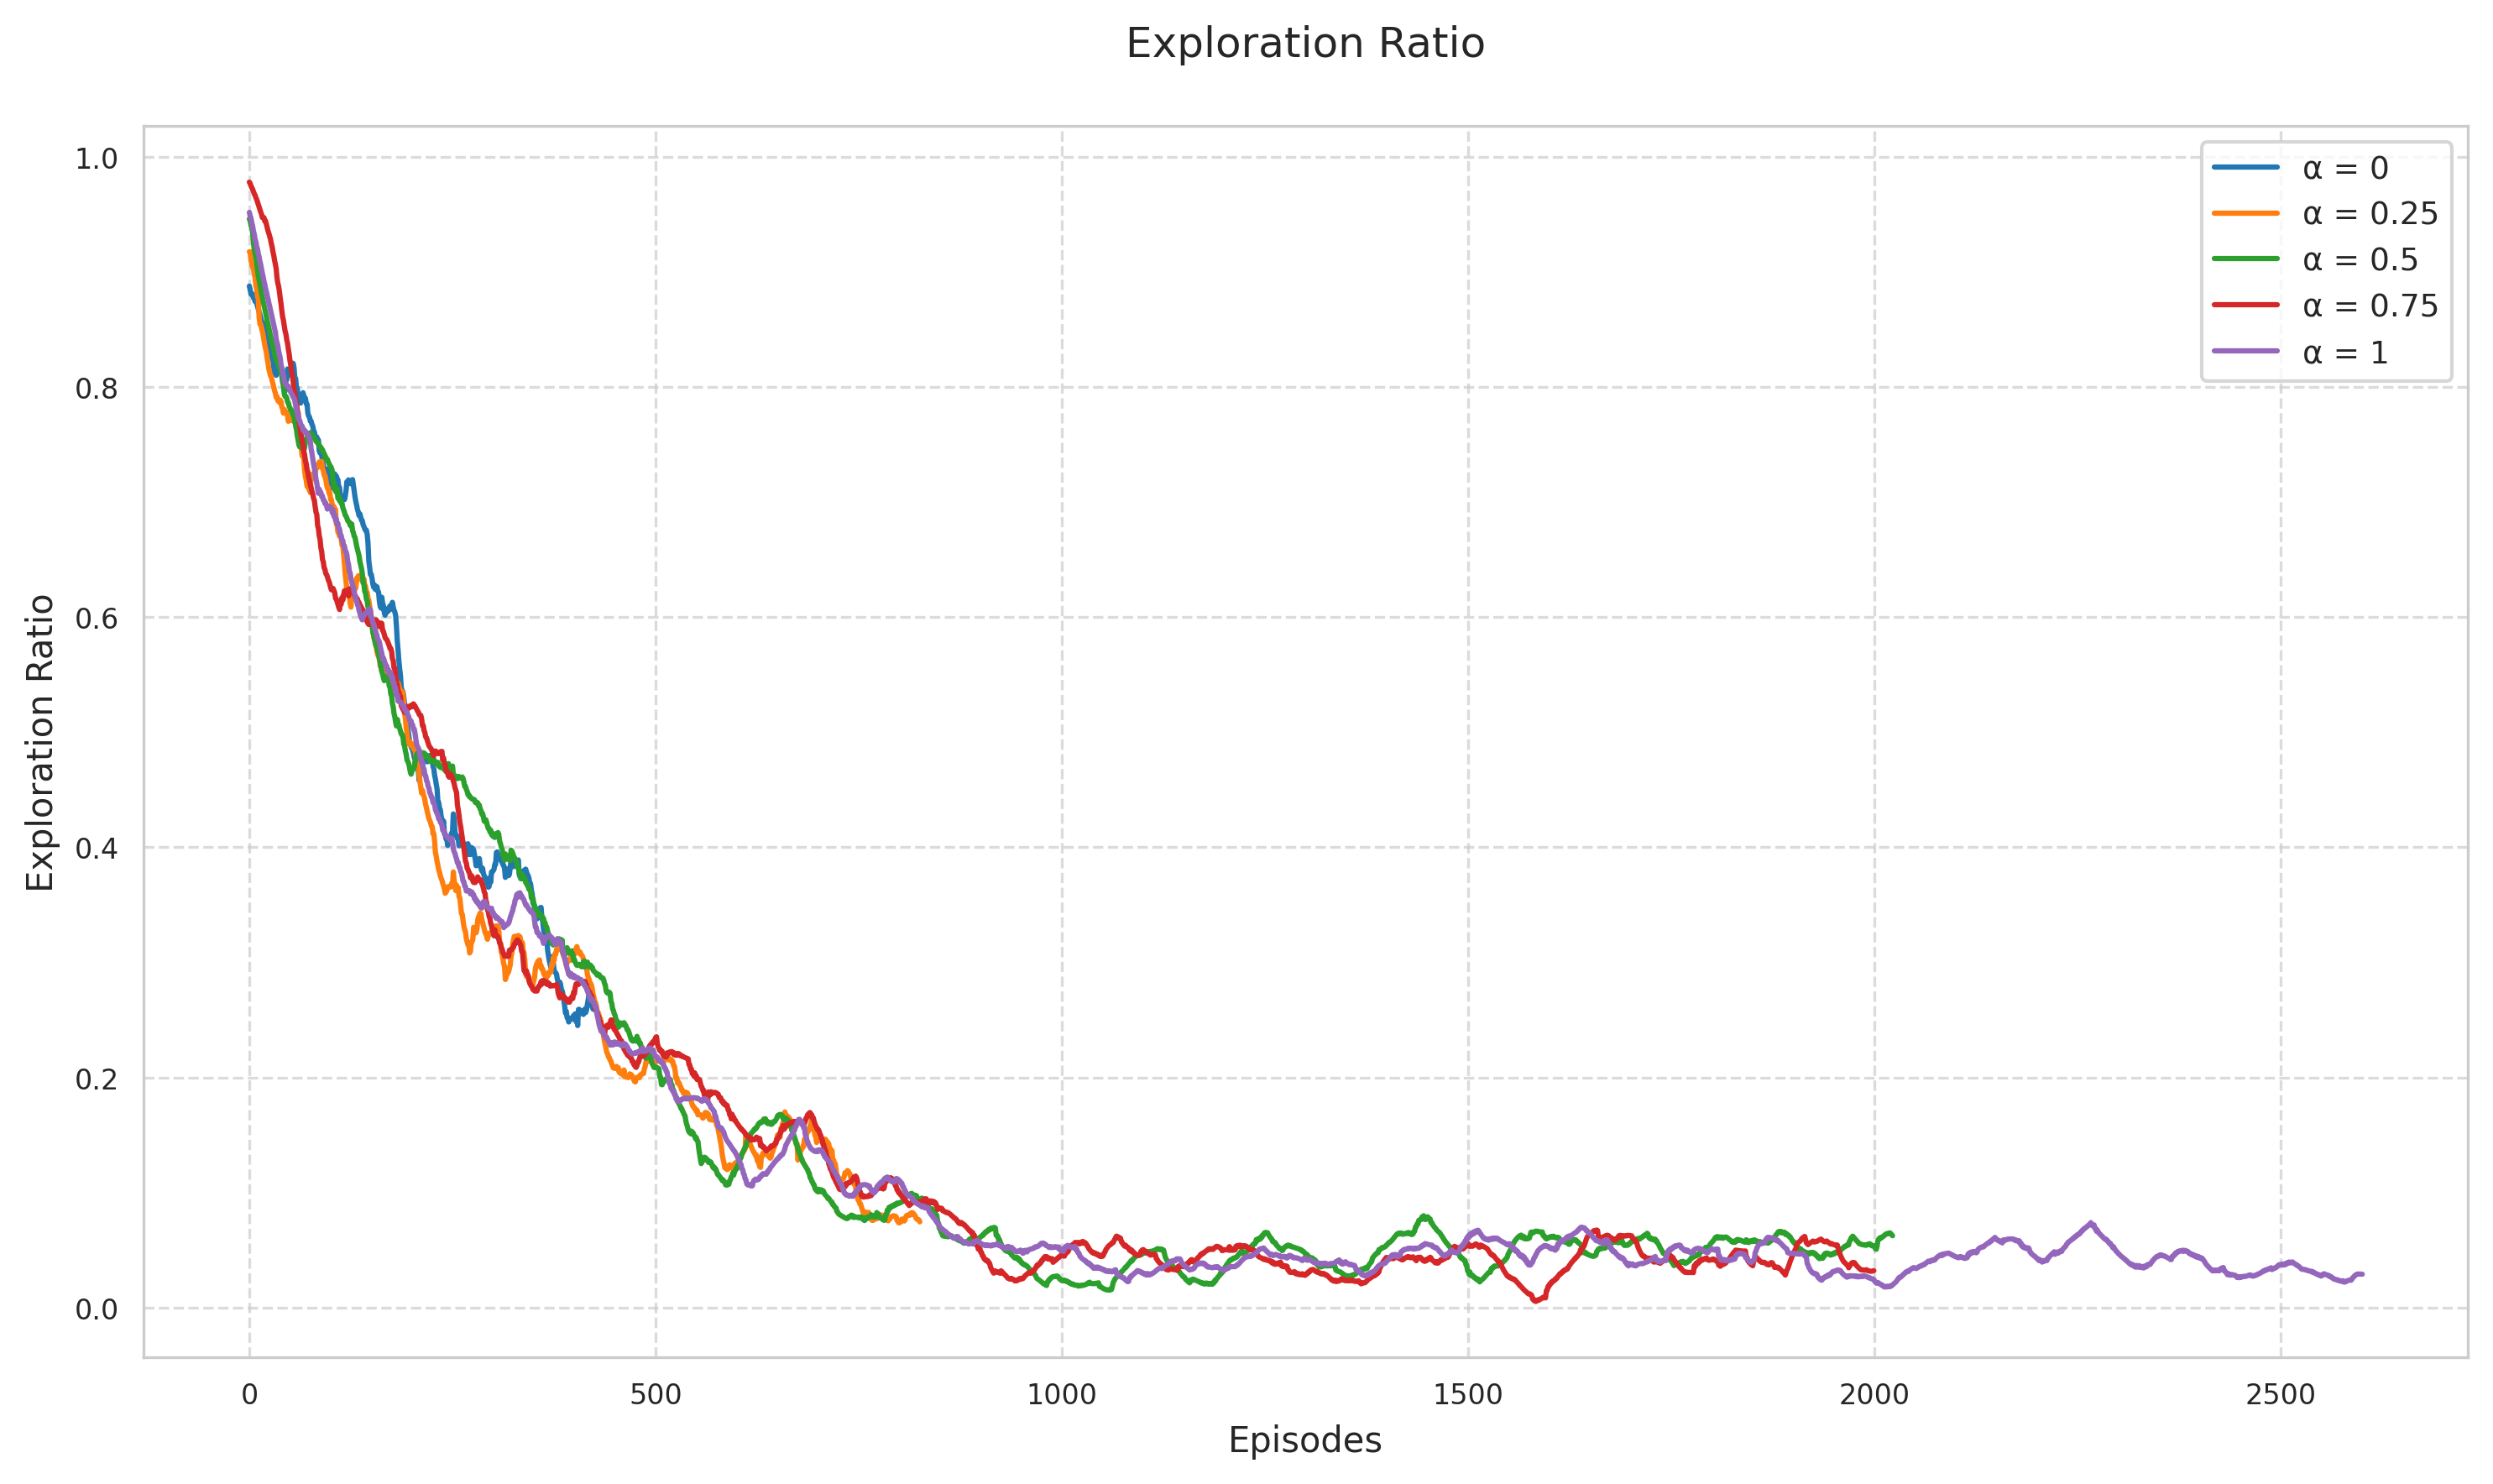 Exploration Ratio
α = 0
α = 0.25
α = 0.5
α = 0.75
α = 1
Exploration Ratio
1.0
0.8
0.6
0.4
0.2
0.0
0 500 1000 1500 2000 2500
Episodes